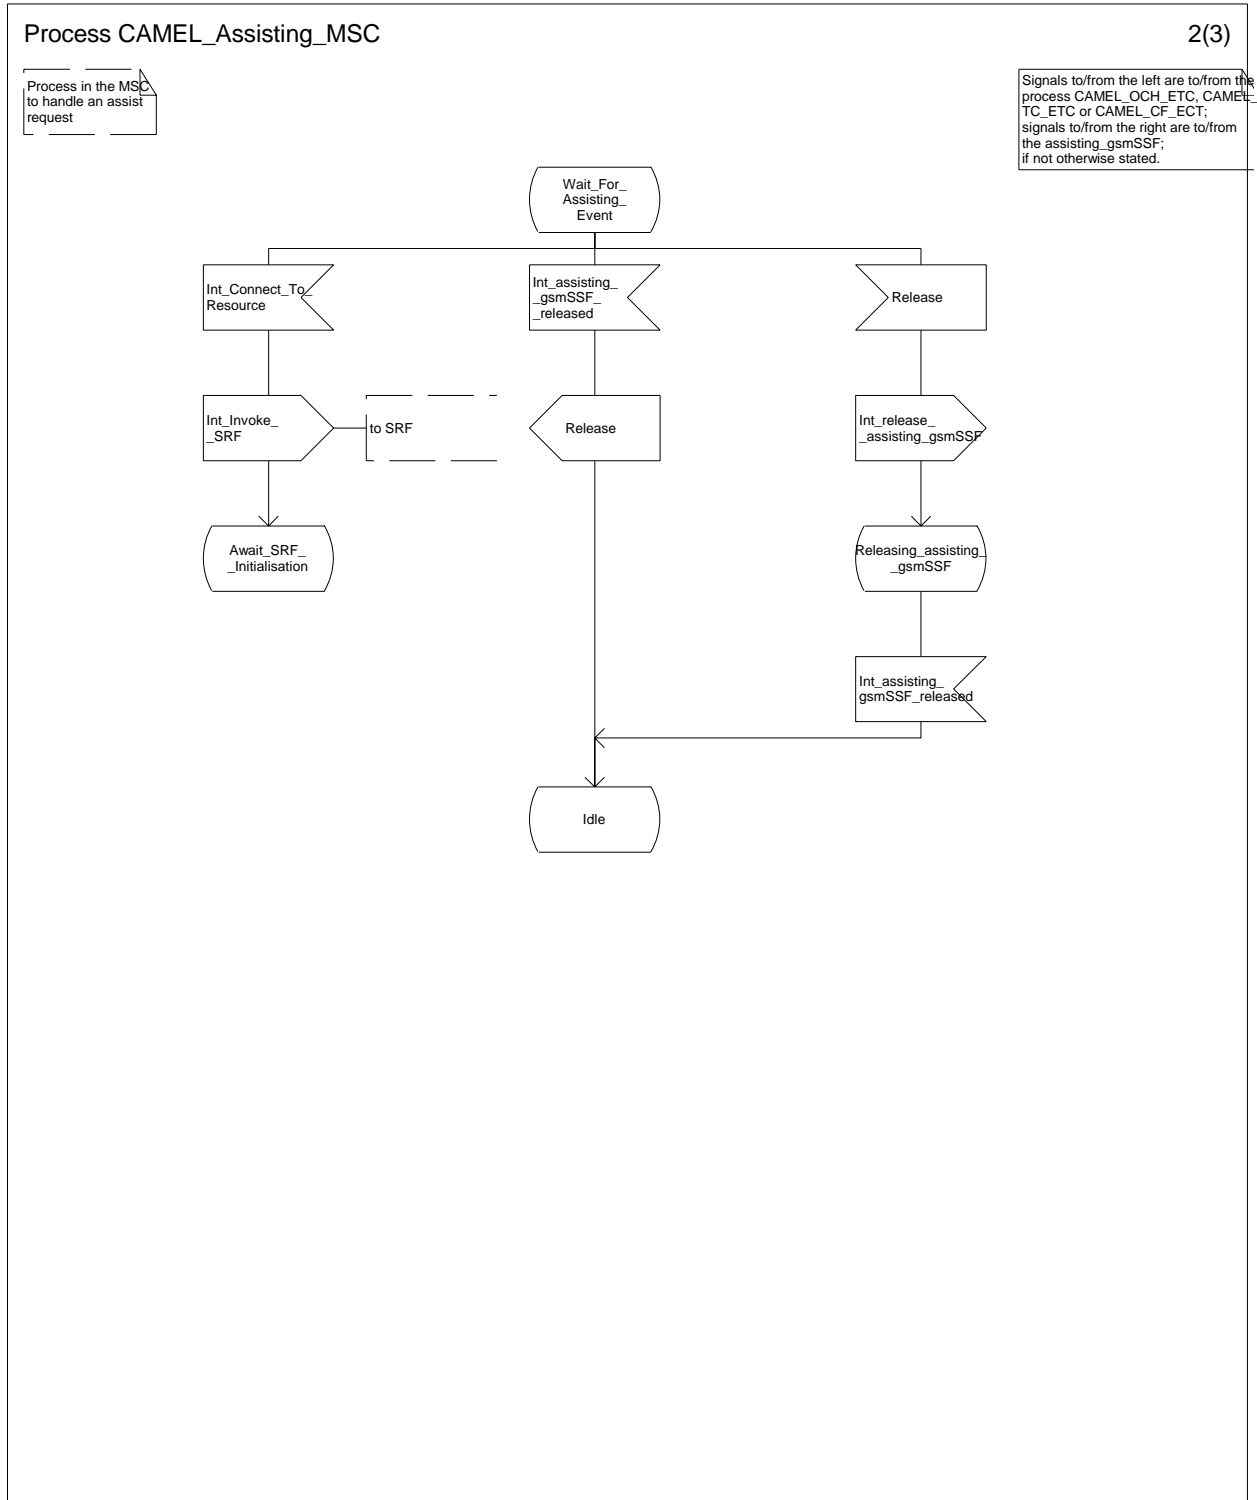 Process CAMEL_Assisting_MSC
2(3)
Process in the MSC
to handle an assist
request
Signals to/from the left are to/from the
process CAMEL_OCH_ETC, CAMEL_
TC_ETC or CAMEL_CF_ECT;
signals to/from the right are to/from
the assisting_gsmSSF;
if not otherwise stated.
Wait_For_
Assisting_
Event
Int_Connect_To_
Resource
Int_assisting_
_gsmSSF_
_released
Release
Int_Invoke_
_SRF
to SRF
Release
Int_release_
_assisting_gsmSSF
Await_SRF_
_Initialisation
Releasing_assisting_
_gsmSSF
Int_assisting_
gsmSSF_released
Idle